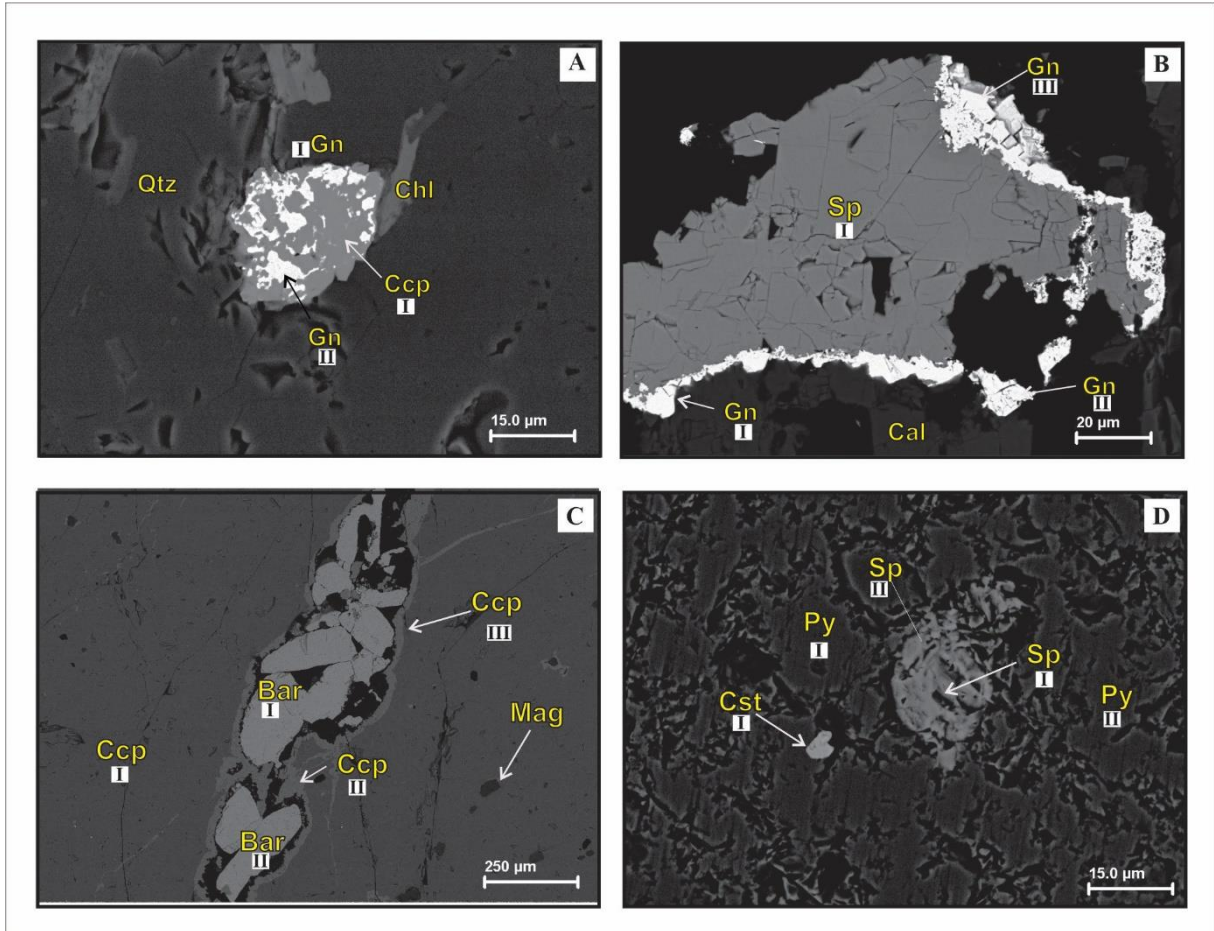 A
I Gn
Qtz
Chl
Ccp
I
Gn
II
15.0 µm
B
Gn
III
Sp
I
Gn
I
Gn
II
Cal
20 µm
C
Ccp
III
Bar
I
Mag
Ccp
I
Ccp
II
Bar
II
250 µm
D
Sp
II
Py
I
Sp
I
Cst
I
Py
II
15.0 µm